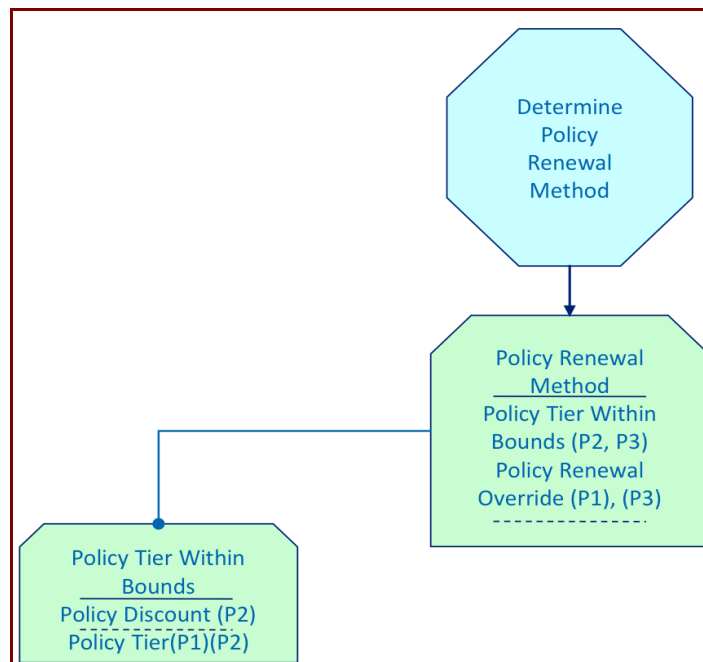 Determine
Policy
Renewal
Method
Policy Renewal
Method
Policy Tier Within
Bounds (P2, P3)
Policy Renewal
Override (P1), (P3)
Policy Tier Within
Bounds
Policy Discount (P2)
Policy Tier(P1)(P2)